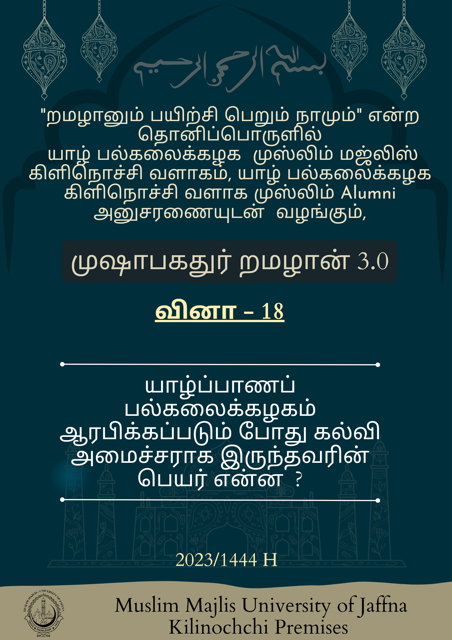 بسم الله الرحمن الرحيم
"றமழானும் பயிற்சி பெறும் நாமும்" என்ற
தொனிப்பொருளில்
யாழ் பல்கலைக்கழக முஸ்லிம் மஜ்லிஸ்
கிளிநொச்சி வளாகம், யாழ் பல்கலைக்கழக
கிளிநொச்சி வளாக முஸ்லிம் Alumni
அனுசரணையுடன் வழங்கும்,
முஷாபகதுர் றமழான் 3.0
வினா - 18
யாழ்ப்பாணப்
பல்கலைக்கழகம்
ஆரபிக்கப்படும் போது கல்வி
அமைச்சராக இருந்தவரின்
பெயர் என்ன ?
2023/1444 H
Muslim Majlis University of Jaffna
Kilinochchi Premises